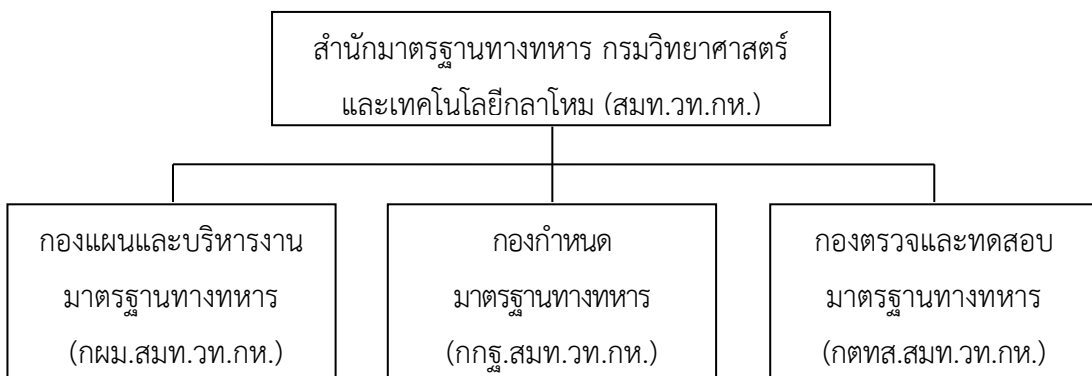 สำนักมาตรฐานทางทหาร กรมวิทยาศาสตร์
และเทคโนโลยีกลาโหม (สมท.วท.กห.)
กองแผนและบริหารงาน
มาตรฐานทางทหาร
(กผม.สมท.วท.กห.)
กองกำหนด
มาตรฐานทางทหาร
(กกฐ.สมท.วท.กห.)
กองตรวจและทดสอบ
มาตรฐานทางทหาร
(กตทส.สมท.วท.กห.)